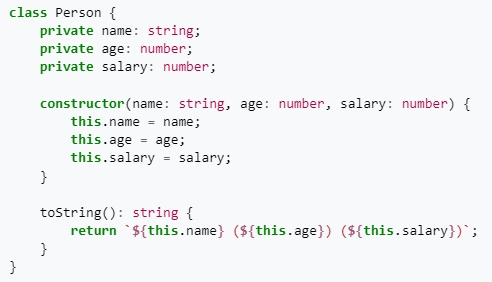 class Person {
    private name: string;
    private age: number;
    private salary: number;

    constructor(name: string, age: number, salary: number) {
        this.name = name;
        this.age = age;
        this.salary = salary;
    }

    toString(): string {
        return `${this.name} (${this.age}) (${this.salary})`;
    }
}